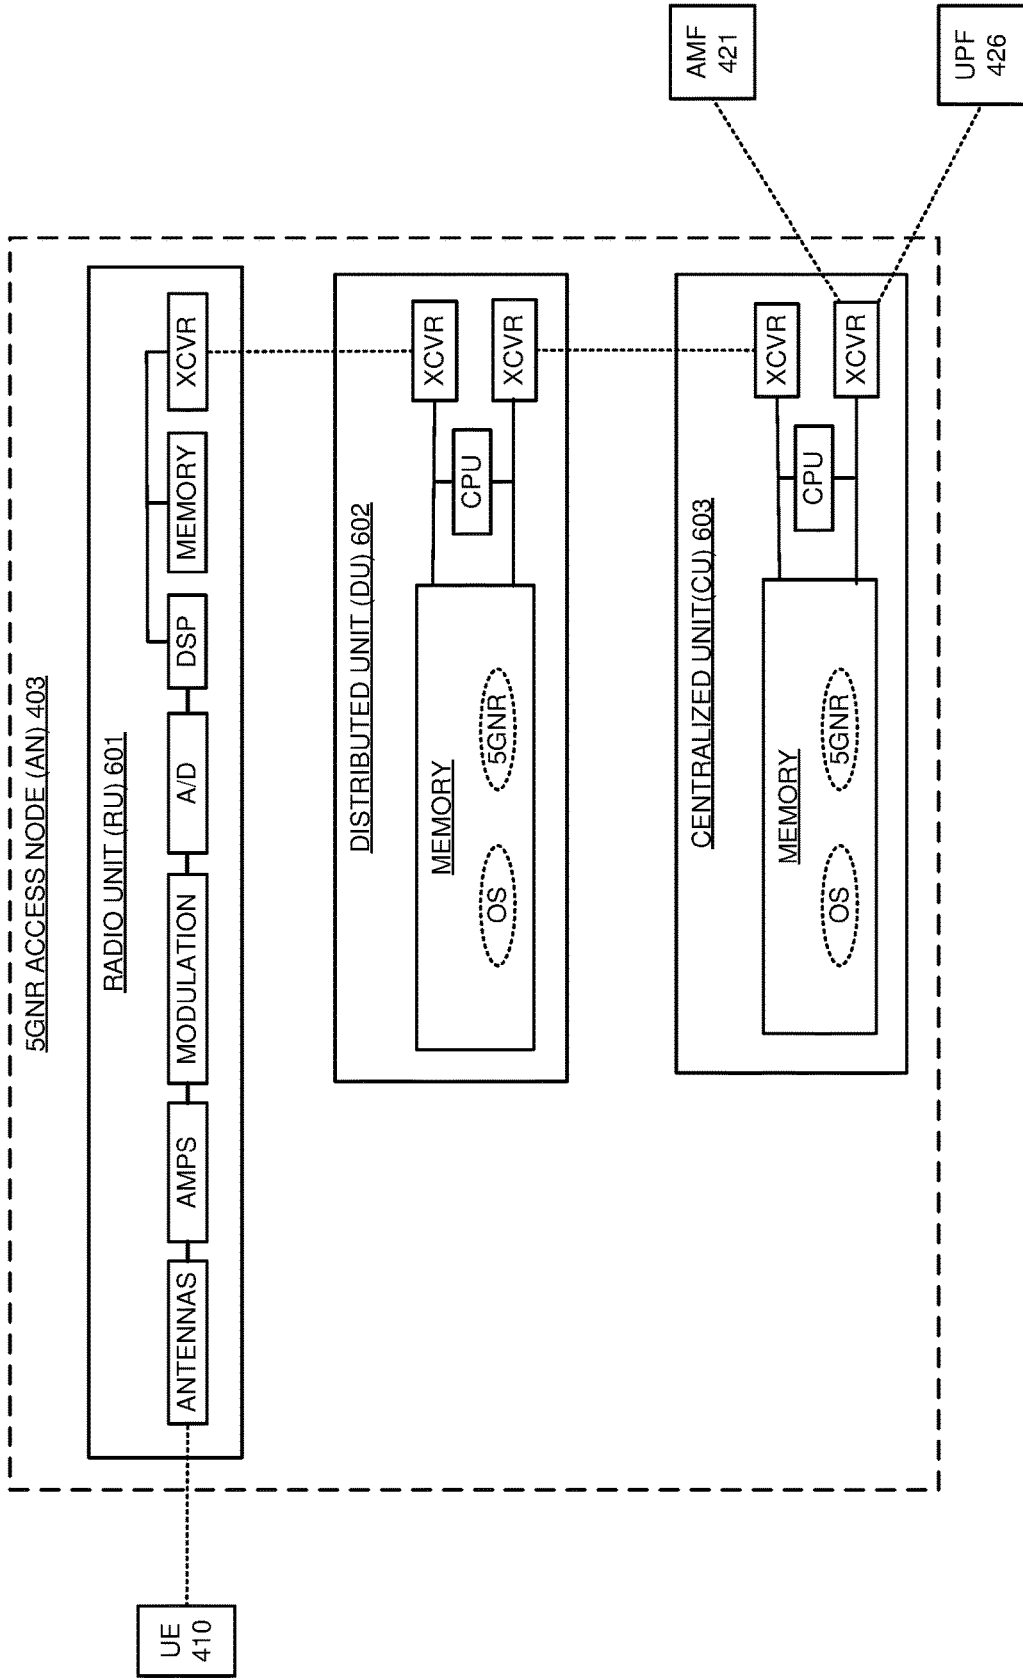 5GNR ACCESS NODE (AN) 403
RADIO UNIT (RU) 601
UE
410
ANTENNAS
AMPS
MODULATION
A/D
DSP
MEMORY
XCVR
DISTRIBUTED UNIT (DU) 602
MEMORY
OS
5GNR
CPU
XCVR
XCVR
CENTRALIZED UNIT(CU) 603
MEMORY
OS
5GNR
CPU
XCVR
XCVR
AMF
421
UPF
426